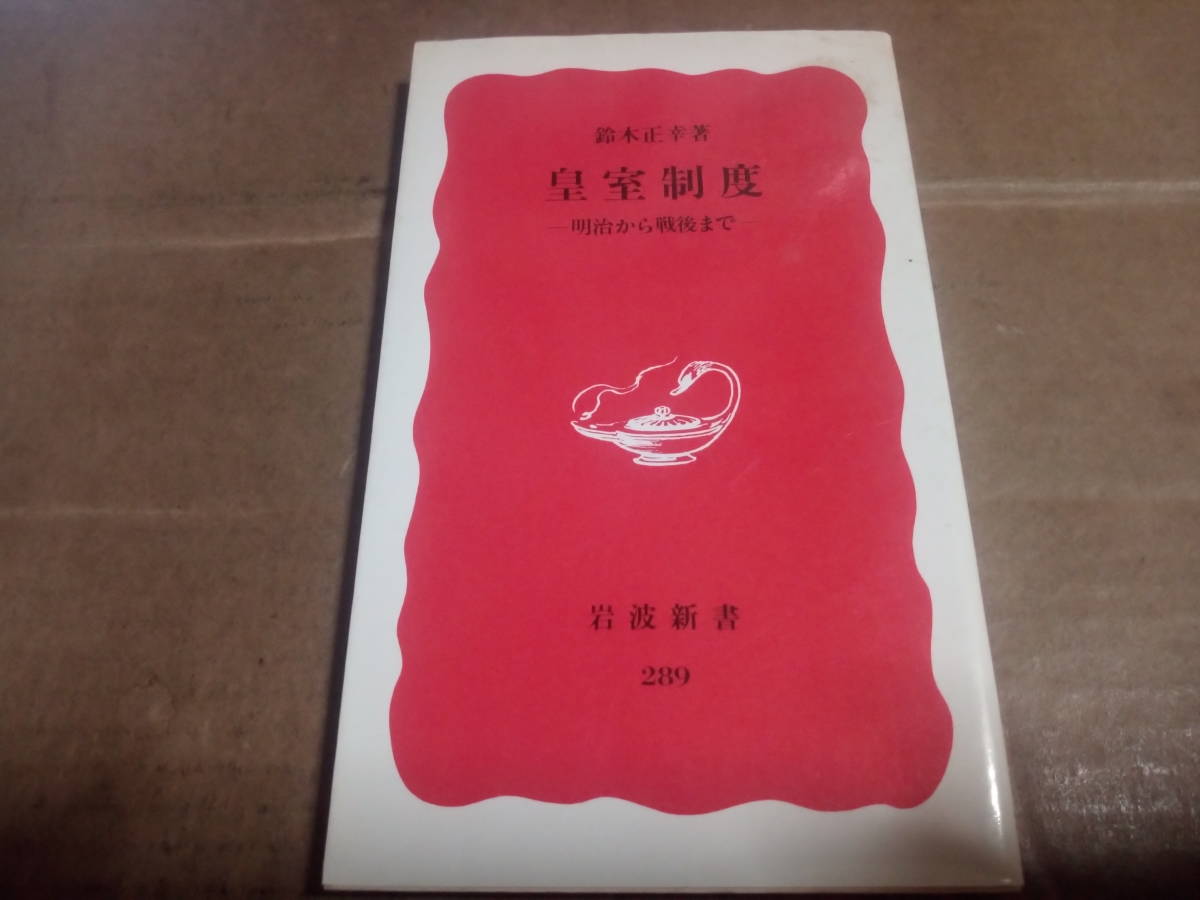 鈴木正幸著
皇室制度
―明治から戦後まで―
岩波新書
289